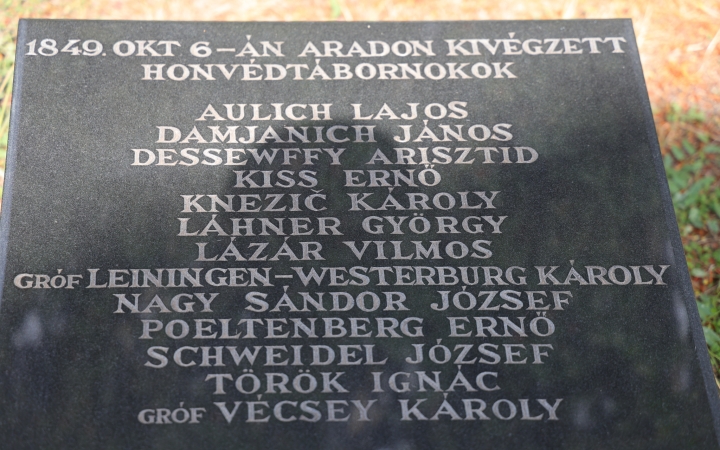 1849. OKT 6-ÁN ARADON KIVÉGZETT
HONVÉDTÁBORNOKOK
AULICH LAJOS
DAMJANICH JÁNOS
DESSEWFFY ARISZTID
KISS ERNŐ
KNEZIČ KÁROLY
LÁHNER GYÖRGY
LÁZÁR VILMOS
GRÓF LEININGEN-WESTERBURG KÁROLY
NAGY SÁNDOR JÓZSEF
POELTENBERG ERNŐ
SCHWEIDEL JÓZSEF
TÖRÖK IGNÁC
GRÓF VÉCSEY KÁROLY